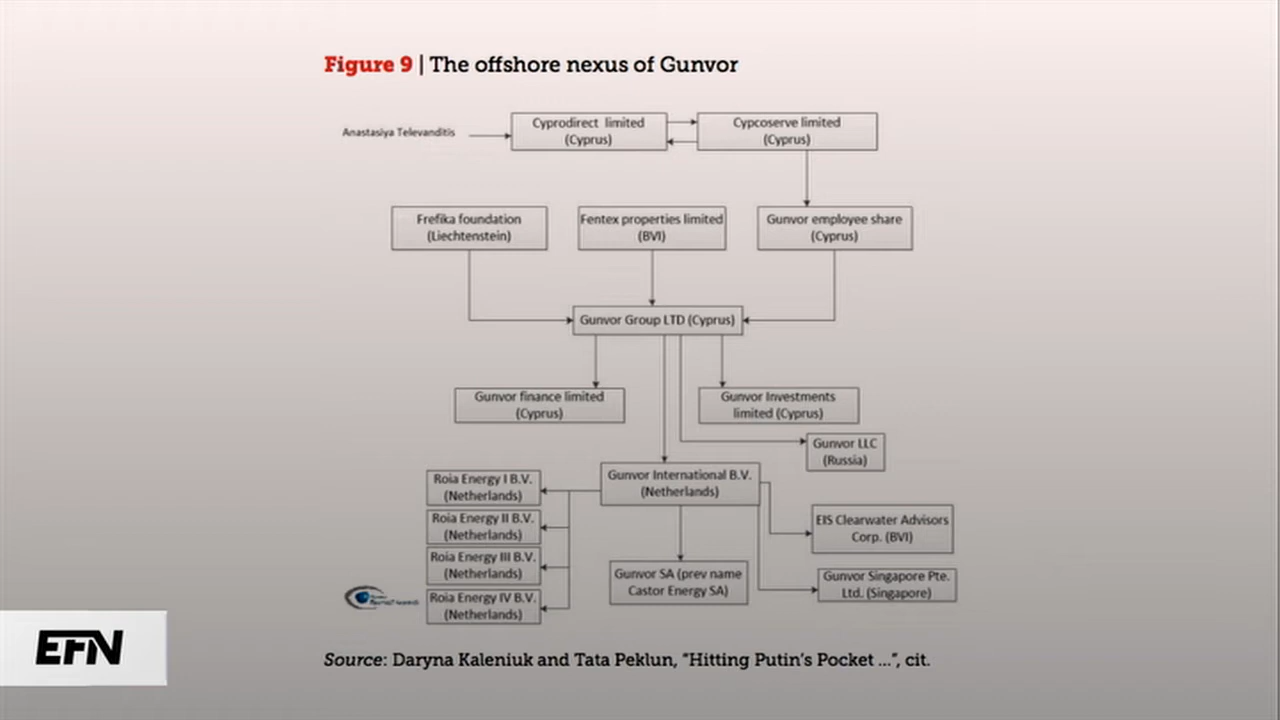 Figure 9 | The offshore nexus of Gunvor
Anastasiya Televanditis
Cyprodirect limited
(Cyprus)
Cypcoserve limited
(Cyprus)
Frefika foundation
(Liechtenstein)
Fentex properties limited
(BVI)
Gunvor employee share
(Cyprus)
Gunvor Group LTD (Cyprus)
Gunvor finance limited
(Cyprus)
Gunvor Investments
limited (Cyprus)
Gunvor LLC
(Russia)
Roia Energy I B.V.
(Netherlands)
Roia Energy II B.V.
(Netherlands)
Roia Energy III B.V.
(Netherlands)
Roia Energy IV B.V.
(Netherlands)
Gunvor International B.V.
(Netherlands)
Gunvor SA (prev name
Castor Energy SA)
EIS Clearwater Advisors
Corp. (BVI)
Gunvor Singapore Pte.
Ltd. (Singapore)
EFN
Source: Daryna Kaleniuk and Tata Peklun, "Hitting Putin's Pocket ...", cit.